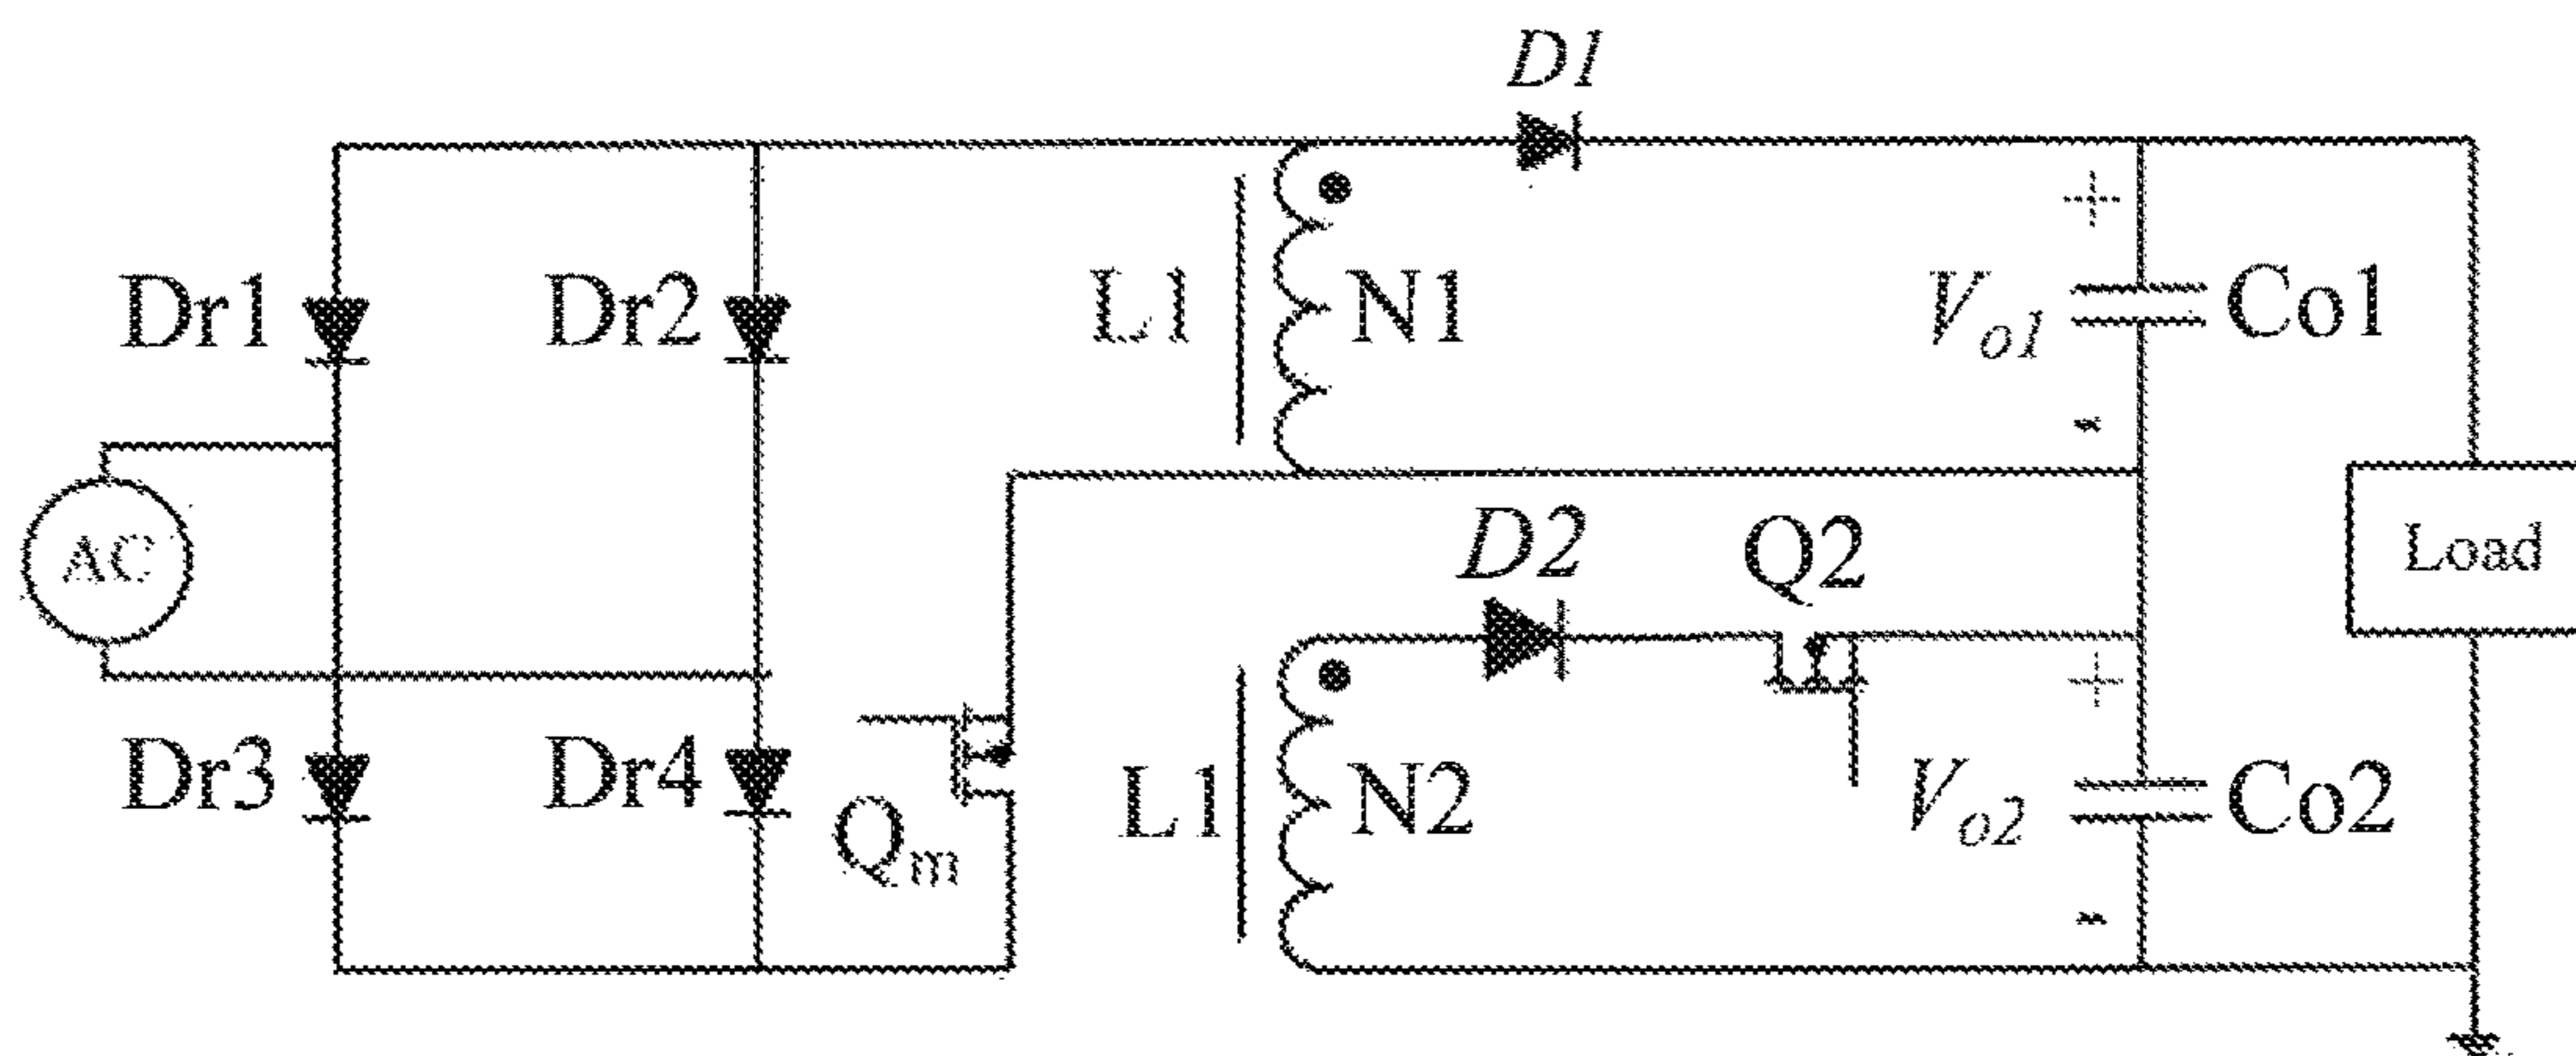 D1
Dr1
Dr2
L1
N1
+
Vo1
-
Co1
AC
D2
Q2
Load
Dr3
Dr4
Qm
L1
N2
+
Vo2
-
Co2